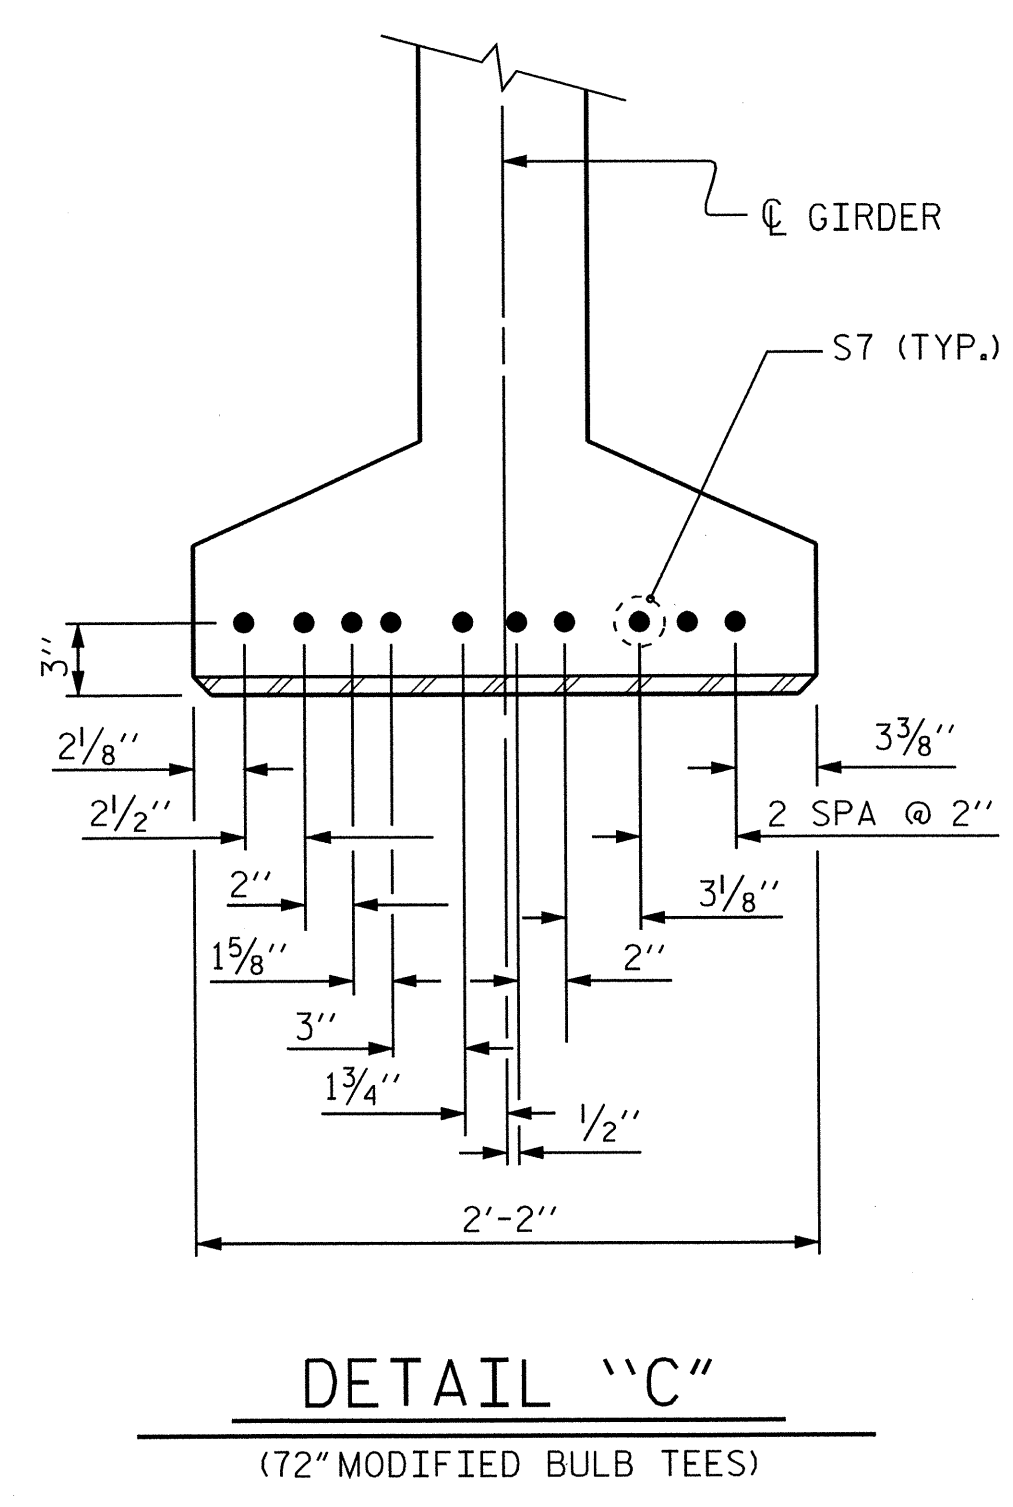 ℄ GIRDER
S7 (TYP.)
3"
2 1/8"
3 3/8"
2 1/2"
2 SPA @ 2"
2"
3 1/8"
1 5/8"
2"
3"
1 3/4"
1/2"
2'-2"
DETAIL "C"
(72" MODIFIED BULB TEES)